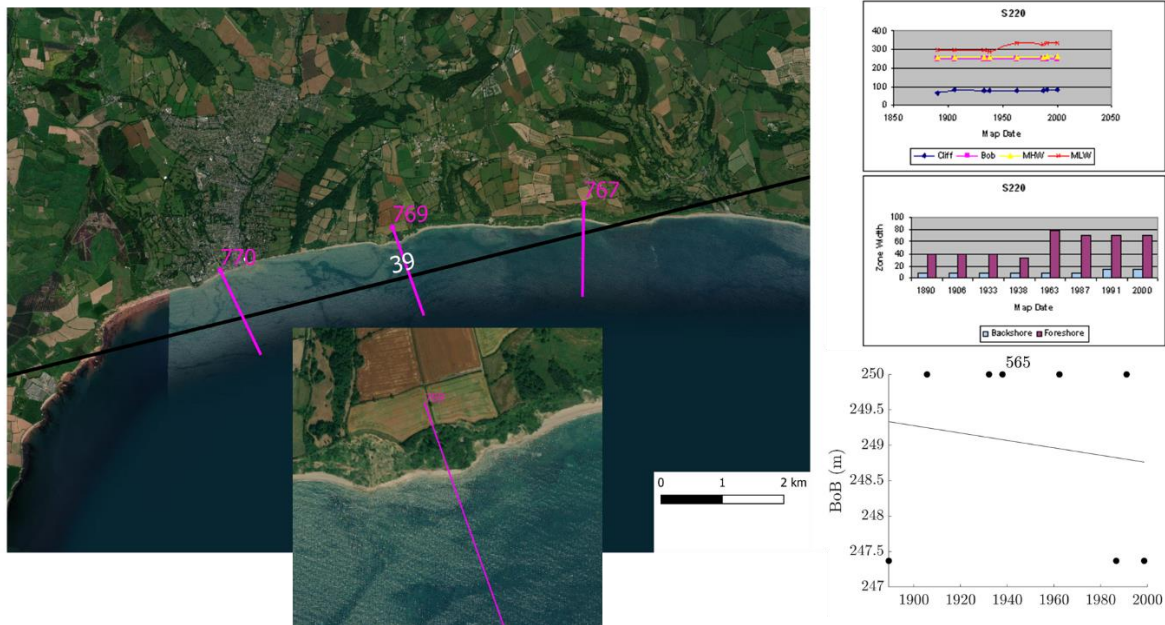 770
769
39
767
0 1 2 km
S220
400
300
200
100
0
1850 1900 1950 2000 2050
Map Date
Cliff Bob MHW MLW
S220
Zone Width
100
80
60
40
20
0
1890 1906 1933 1938 1963 1987 1991 2000
Map Date
Backshore Foreshore
565
BoB (m)
250
249.5
249
248.5
248
247.5
247
1900 1920 1940 1960 1980 2000